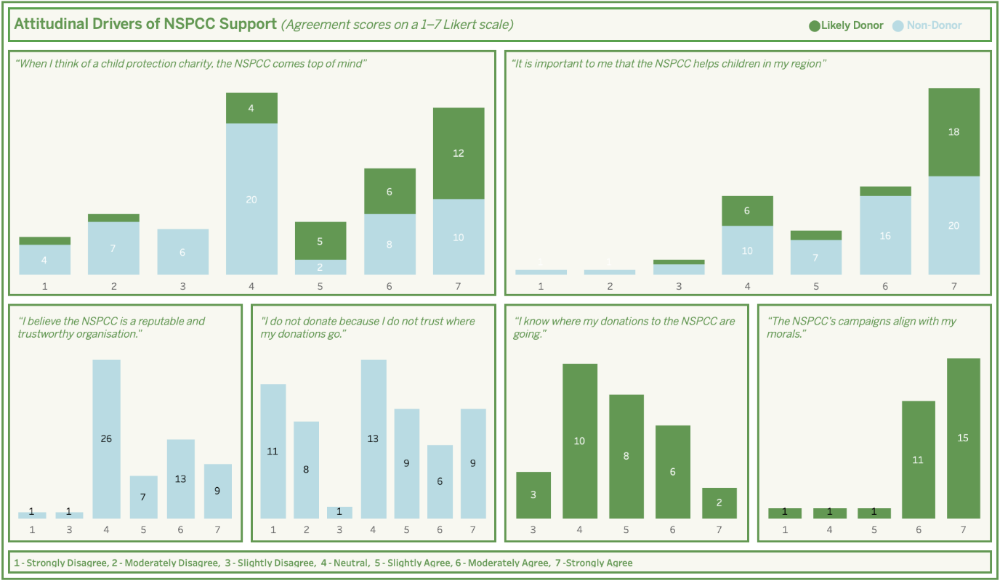 Attitudinal Drivers of NSPCC Support (Agreement scores on a 1–7 Likert scale)
Likely Donor Non-Donor
“When I think of a child protection charity, the NSPCC comes top of mind”
4
12
20
6
5
7
6
8
10
4
2
1 2 3 4 5 6 7
“It is important to me that the NSPCC helps children in my region”
18
6
16
20
10
7
1 1
1 2 3 4 5 6 7
“I believe the NSPCC is a reputable and
trustworthy organisation.”
26
13
7
9
1 1
1 3 4 5 6 7
"I do not donate because I do not trust where
my donations go.”
11
8
13
9
9
6
1
1 2 3 4 5 6 7
“I know where my donations to the NSPCC are
going.”
10
8
6
3
2
3 4 5 6 7
“The NSPCC’s campaigns align with my
morals.”
15
11
1 1 1
1 4 5 6 7
1 - Strongly Disagree, 2 - Moderately Disagree, 3 - Slightly Disagree, 4 - Neutral, 5 - Slightly Agree, 6 - Moderately Agree, 7 -Strongly Agree